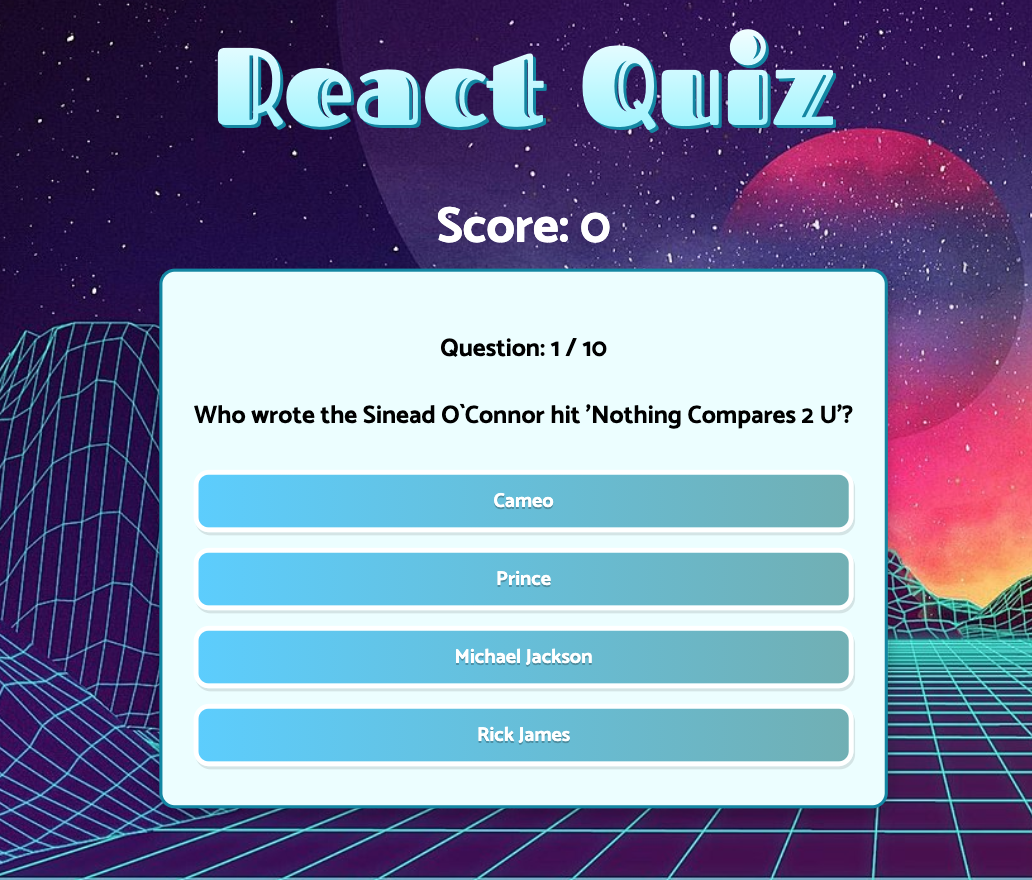 React Quiz
Score: 0
Question: 1 / 10
Who wrote the Sinead O`Connor hit 'Nothing Compares 2 U'?
Cameo
Prince
Michael Jackson
Rick James